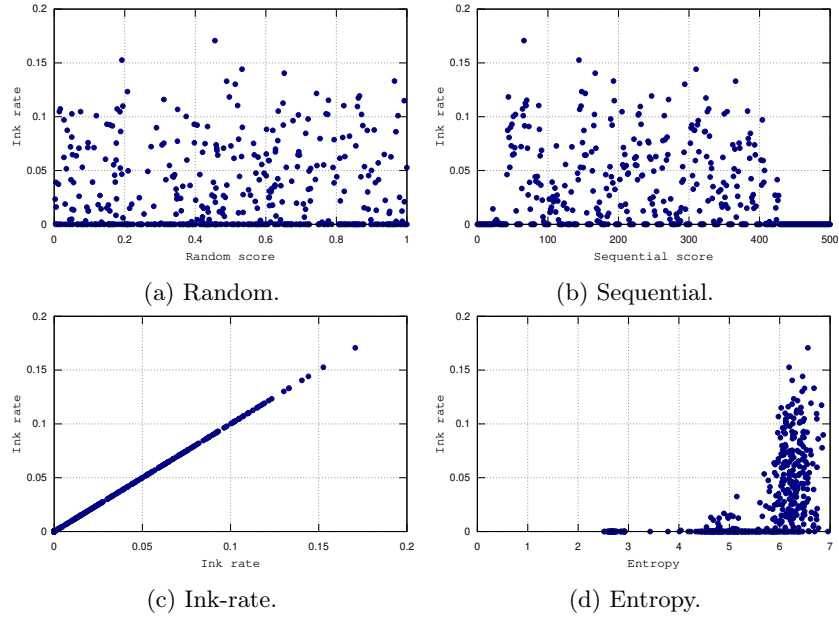 0.2
0.15
0.1
0.05
0
0 0.2 0.4 0.6 0.8 1
Ink rate
Random score
(a) Random.
0.2
0.15
0.1
0.05
0
0 100 200 300 400 500
Ink rate
Sequential score
(b) Sequential.
0.2
0.15
0.1
0.05
0
0 0.05 0.1 0.15 0.2
Ink rate
Ink rate
(c) Ink-rate.
0.2
0.15
0.1
0.05
0
0 1 2 3 4 5 6 7
Ink rate
Entropy
(d) Entropy.